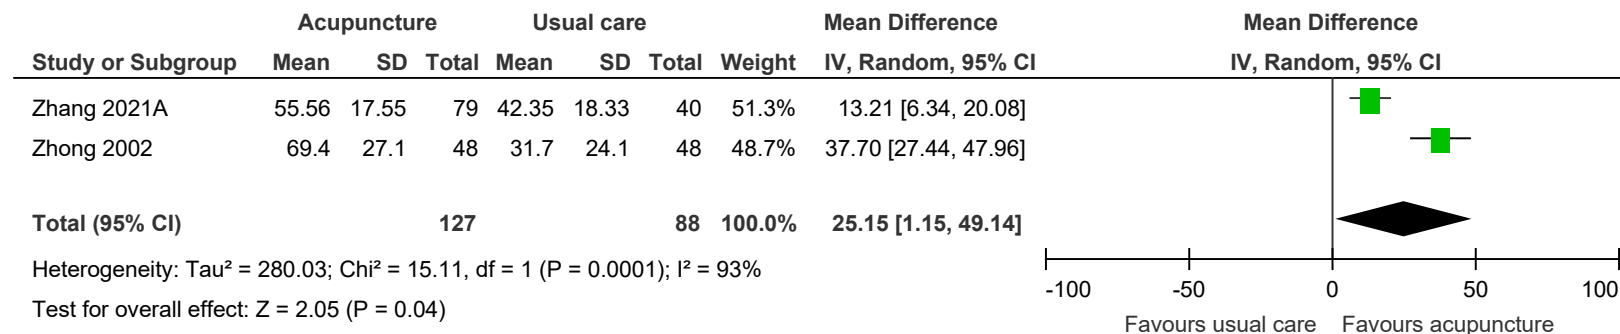 Acupuncture Usual care Mean Difference Mean Difference
Study or Subgroup Mean SD Total Mean SD Total Weight IV, Random, 95% CI IV, Random, 95% CI
Zhang 2021A 55.56 17.55 79 42.35 18.33 40 51.3% 13.21 [6.34, 20.08]
Zhong 2002 69.4 27.1 48 31.7 24.1 48 48.7% 37.70 [27.44, 47.96]
Total (95% CI) 127 88 100.0% 25.15 [1.15, 49.14]
Heterogeneity: Tau² = 280.03; Chi² = 15.11, df = 1 (P = 0.0001); I² = 93%
Test for overall effect: Z = 2.05 (P = 0.04)
-100 -50 0 50 100
Favours usual care Favours acupuncture